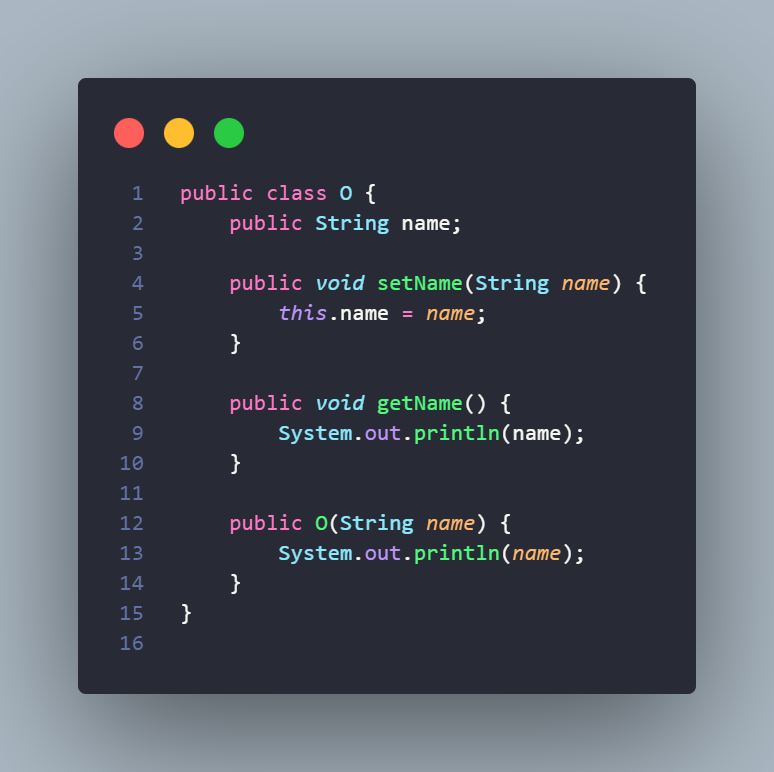 1 public class O {
2     public String name;
3
4     public void setName(String name) {
5         this.name = name;
6     }
7
8     public void getName() {
9         System.out.println(name);
10     }
11
12     public O(String name) {
13         System.out.println(name);
14     }
15 }
16